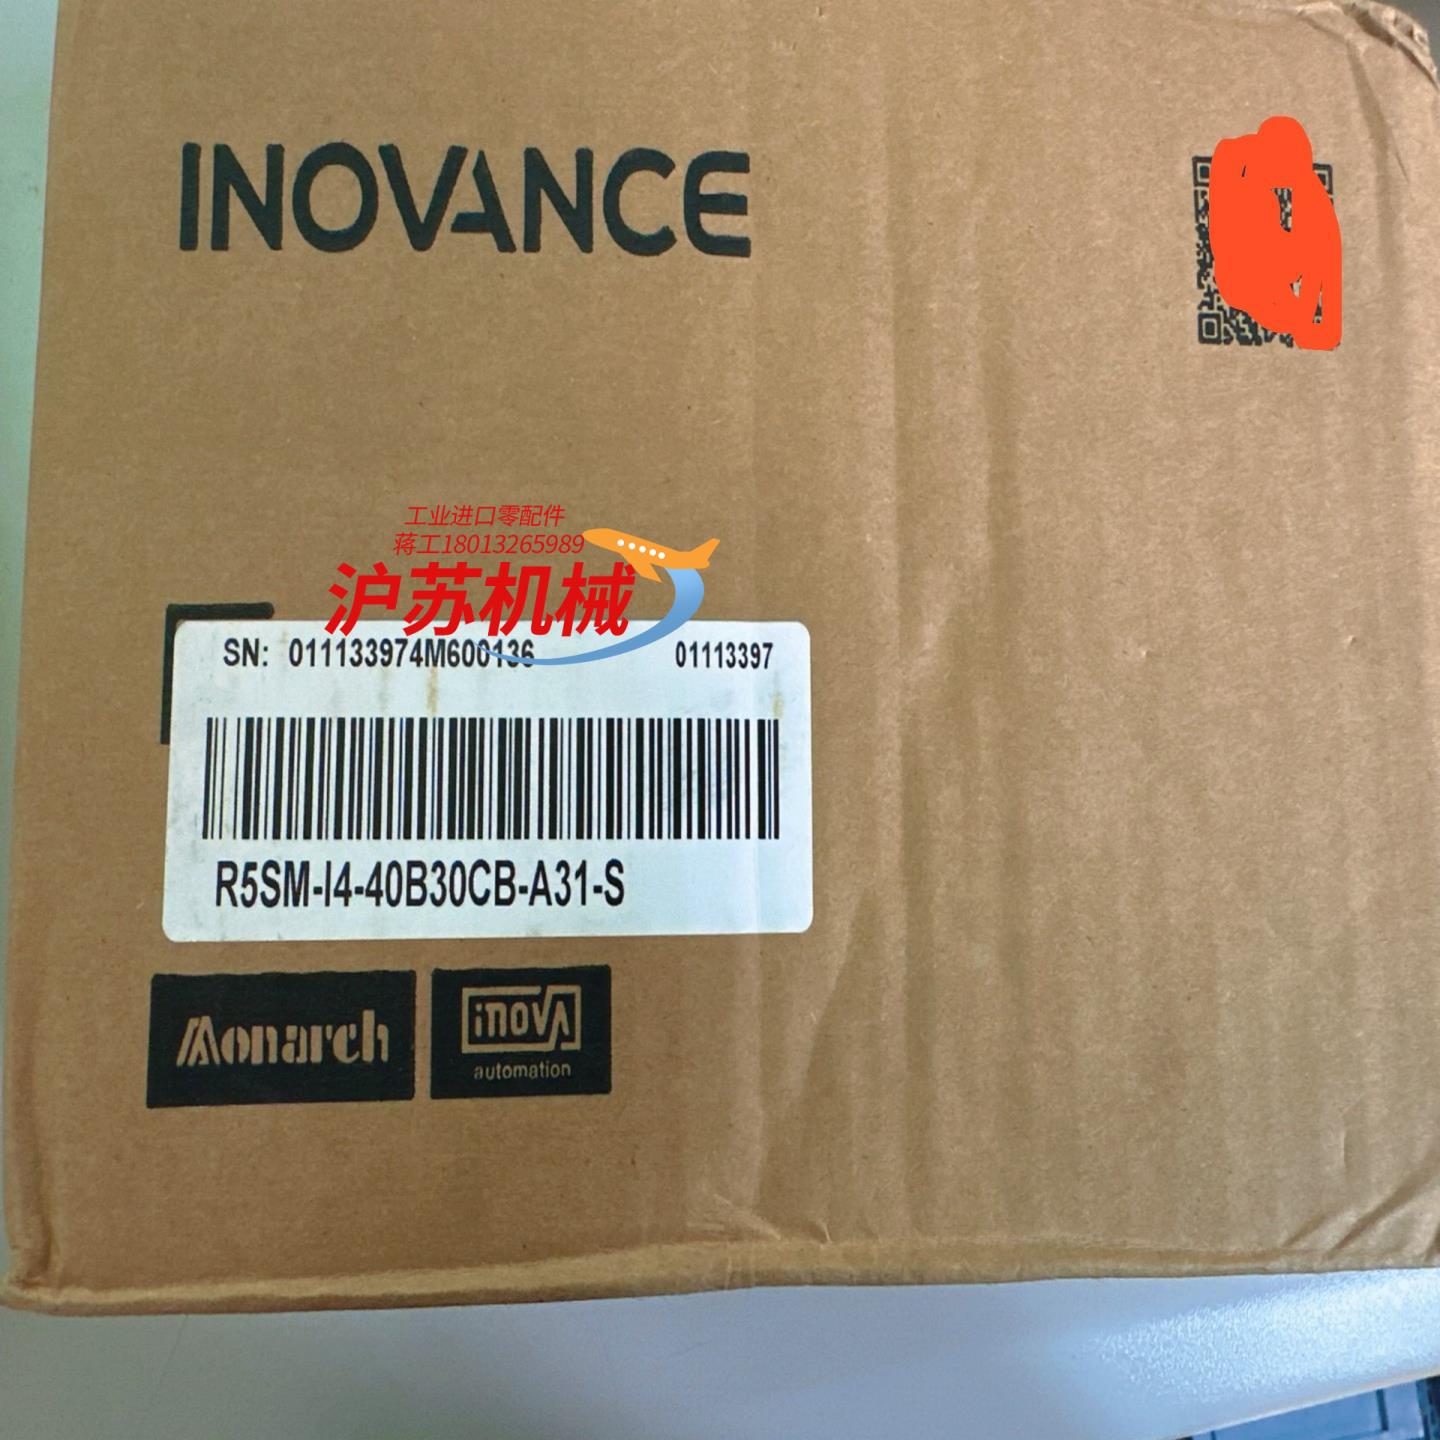 INOVANCE
工业进口零配件
蒋工18013265989
沪苏机械
SN: 011133974M600136 01113397
R5SM-I4-40B30CB-A31-S
Monarch
inova
automation